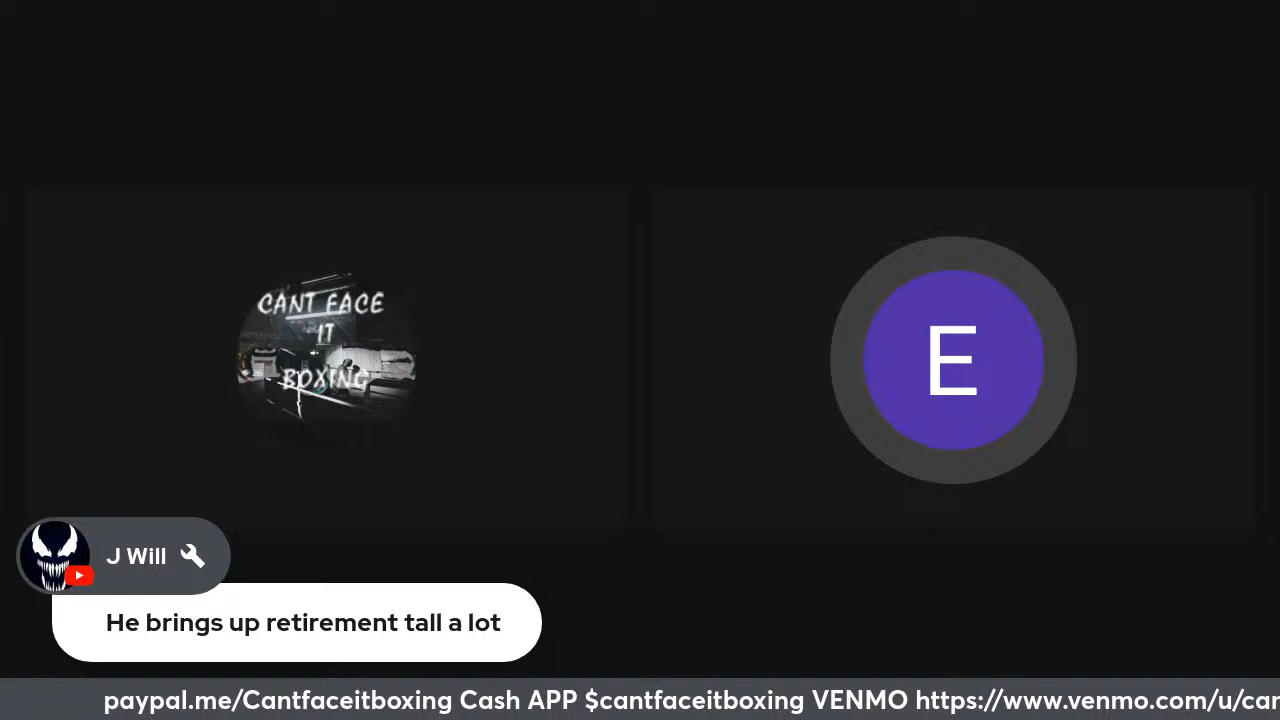 CANT FACE
IT
BOXING
E
J Will
He brings up retirement tall a lot
paypal.me/Cantfaceitboxing Cash APP $cantfaceitboxing VENMO https://www.venmo.com/u/can